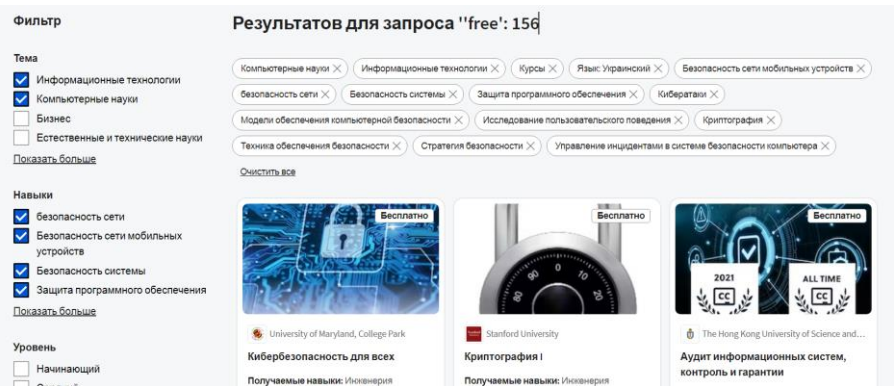 Фильтр
Результатов для запроса ''free': 156
Тема
Информационные технологии
Компьютерные науки
Бизнес
Естественные и технические науки
Показать больше
Навыки
безопасность сети
Безопасность сети мобильных
устройств
Безопасность системы
Защита программного обеспечения
Показать больше
Уровень
Начинающий
Компьютерные науки
Информационные технологии
Курсы
Язык: Украинский
Безопасность сети мобильных устройств
безопасность сети
Безопасность системы
Защита программного обеспечения
Кибератаки
Модели обеспечения компьютерной безопасности
Исследование пользовательского поведения
Криптография
Техника обеспечения безопасности
Стратегия безопасности
Управление инцидентами в системе безопасности компьютера
Очистить все
Бесплатно
University of Maryland, College Park
Кибербезопасность для всех
Получаемые навыки: Инженерия
Бесплатно
90 0 10 20 80
Stanford University
Криптография I
Получаемые навыки: Инженерия
Бесплатно
2021
CC
ALL TIME
CC
The Hong Kong University of Science and...
Аудит информационных систем,
контроль и гарантии